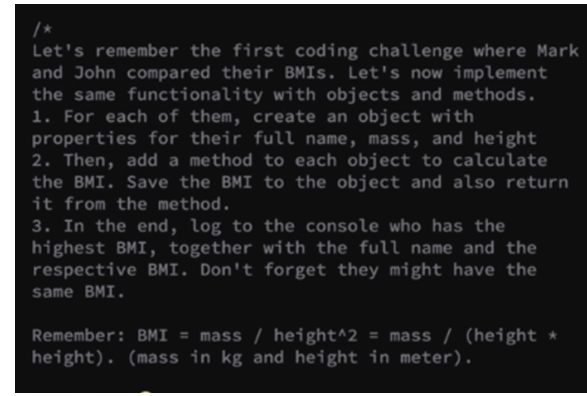 /*
Let's remember the first coding challenge where Mark
and John compared their BMIs. Let's now implement
the same functionality with objects and methods.
1. For each of them, create an object with
properties for their full name, mass, and height
2. Then, add a method to each object to calculate
the BMI. Save the BMI to the object and also return
it from the method.
3. In the end, log to the console who has the
highest BMI, together with the full name and the
respective BMI. Don't forget they might have the
same BMI.
Remember: BMI = mass / height^2 = mass / (height *
height). (mass in kg and height in meter).